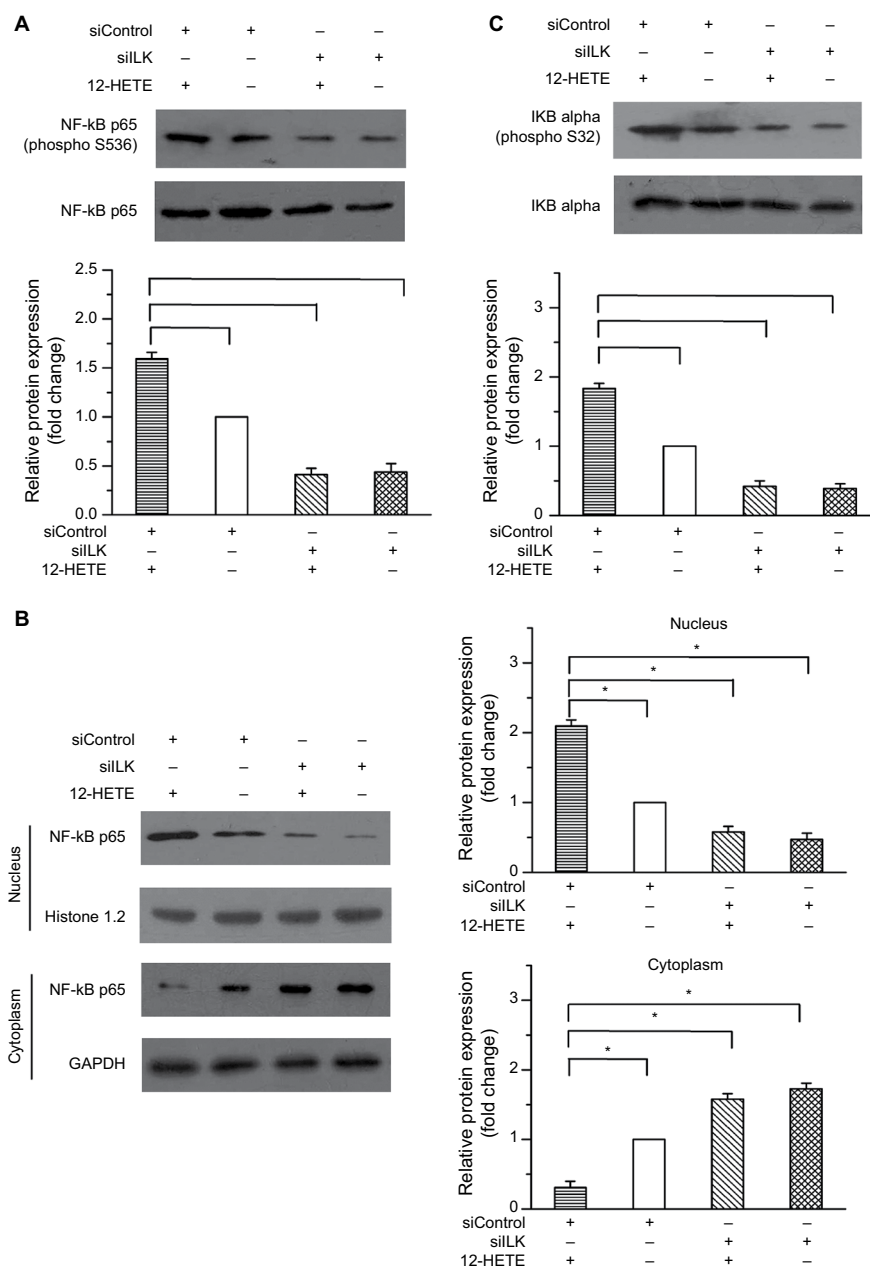 A
siControl + + – –
siILK – – + +
12-HETE + – + –
NF-kB p65
(phospho S536)
NF-kB p65
Relative protein expression
(fold change)
2.5
2.0
1.5
1.0
0.5
0.0
siControl + + – –
siILK – – + +
12-HETE + – + –
C
siControl + + – –
siILK – – + +
12-HETE + – + –
IKB alpha
(phospho S32)
IKB alpha
Relative protein expression
(fold change)
3
2
1
0
siControl + + – –
siILK – – + +
12-HETE + – + –
B
siControl + + – –
siILK – – + +
12-HETE + – + –
Nucleus
NF-kB p65
Histone 1.2
Cytoplasm
NF-kB p65
GAPDH
Nucleus
Relative protein expression
(fold change)
3
2
1
0
*
*
*
siControl + + – –
siILK – – + +
12-HETE + – + –
Cytoplasm
Relative protein expression
(fold change)
3
2
1
0
*
*
*
siControl + + – –
siILK – – + +
12-HETE + – + –